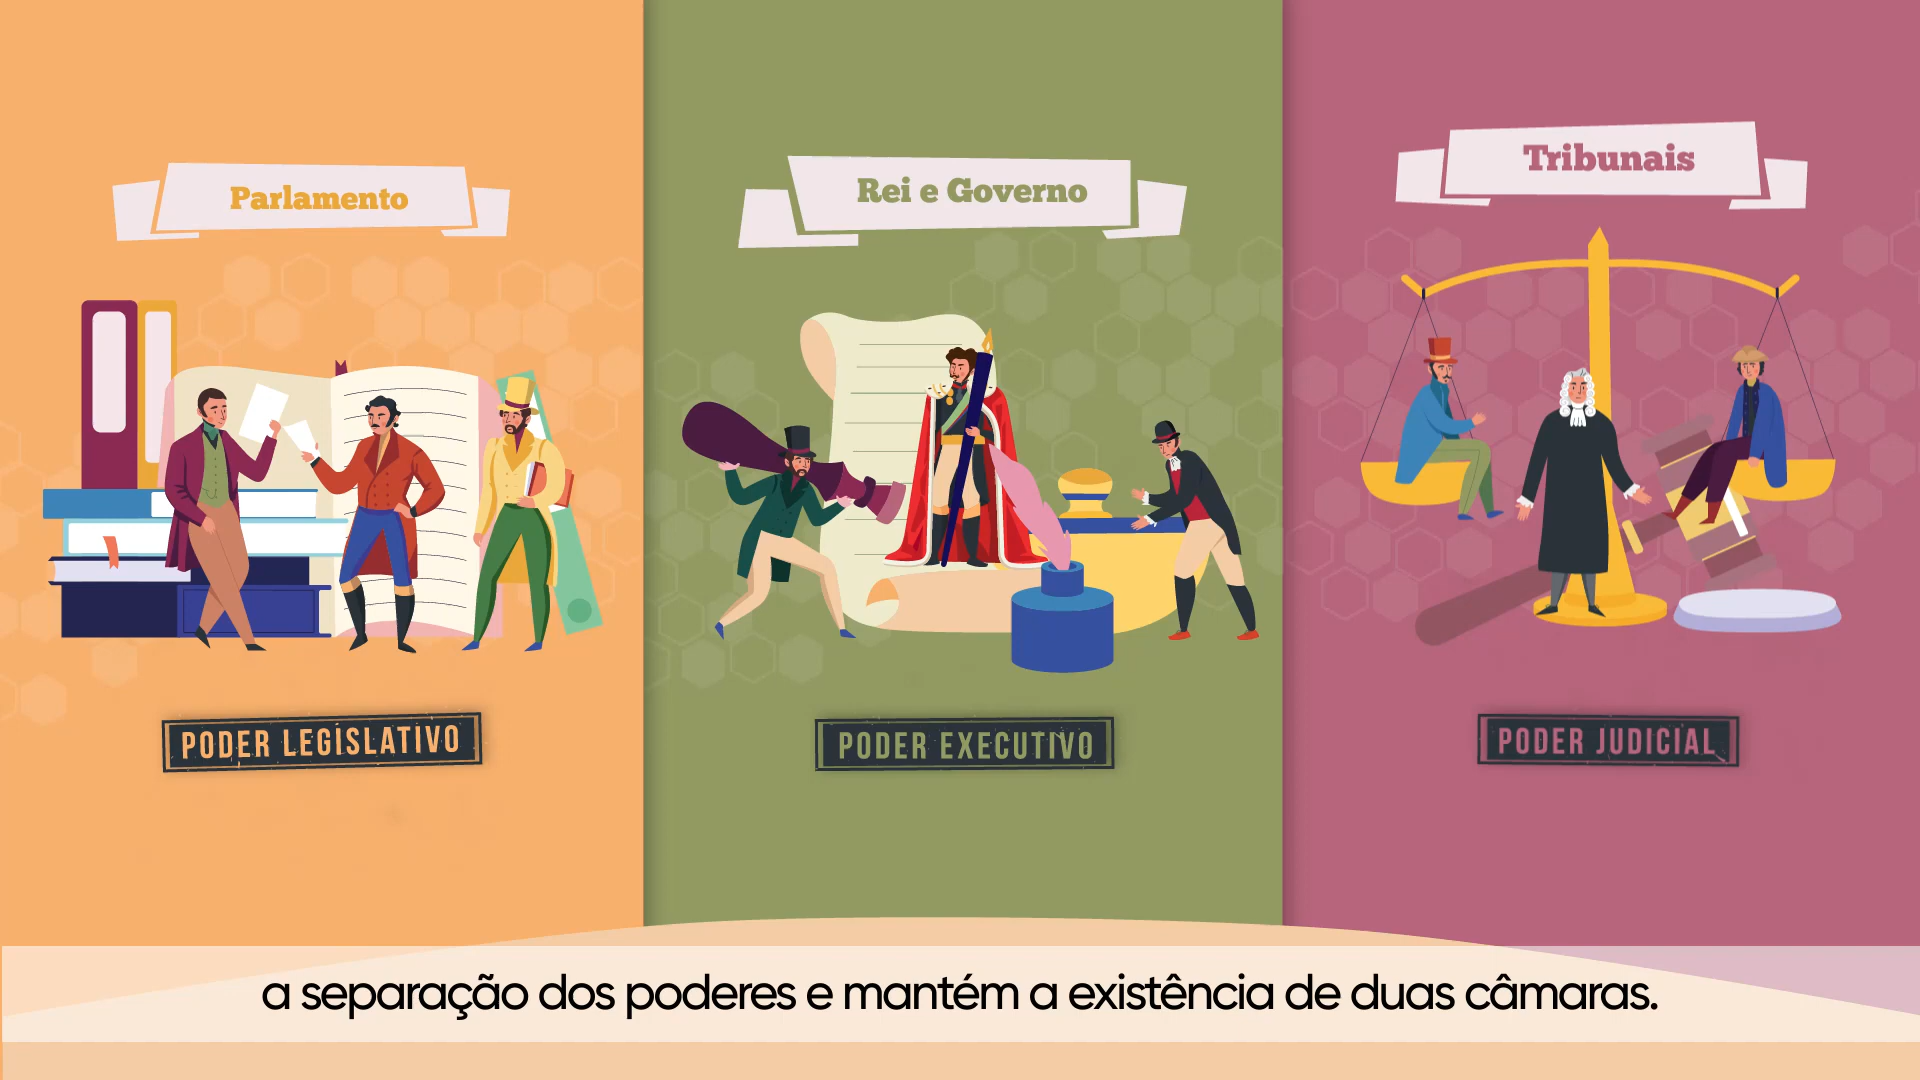 Parlamento
Rei e Governo
Tribunais
PODER LEGISLATIVO
PODER EXECUTIVO
PODER JUDICIAL
a separação dos poderes e mantém a existência de duas câmaras.